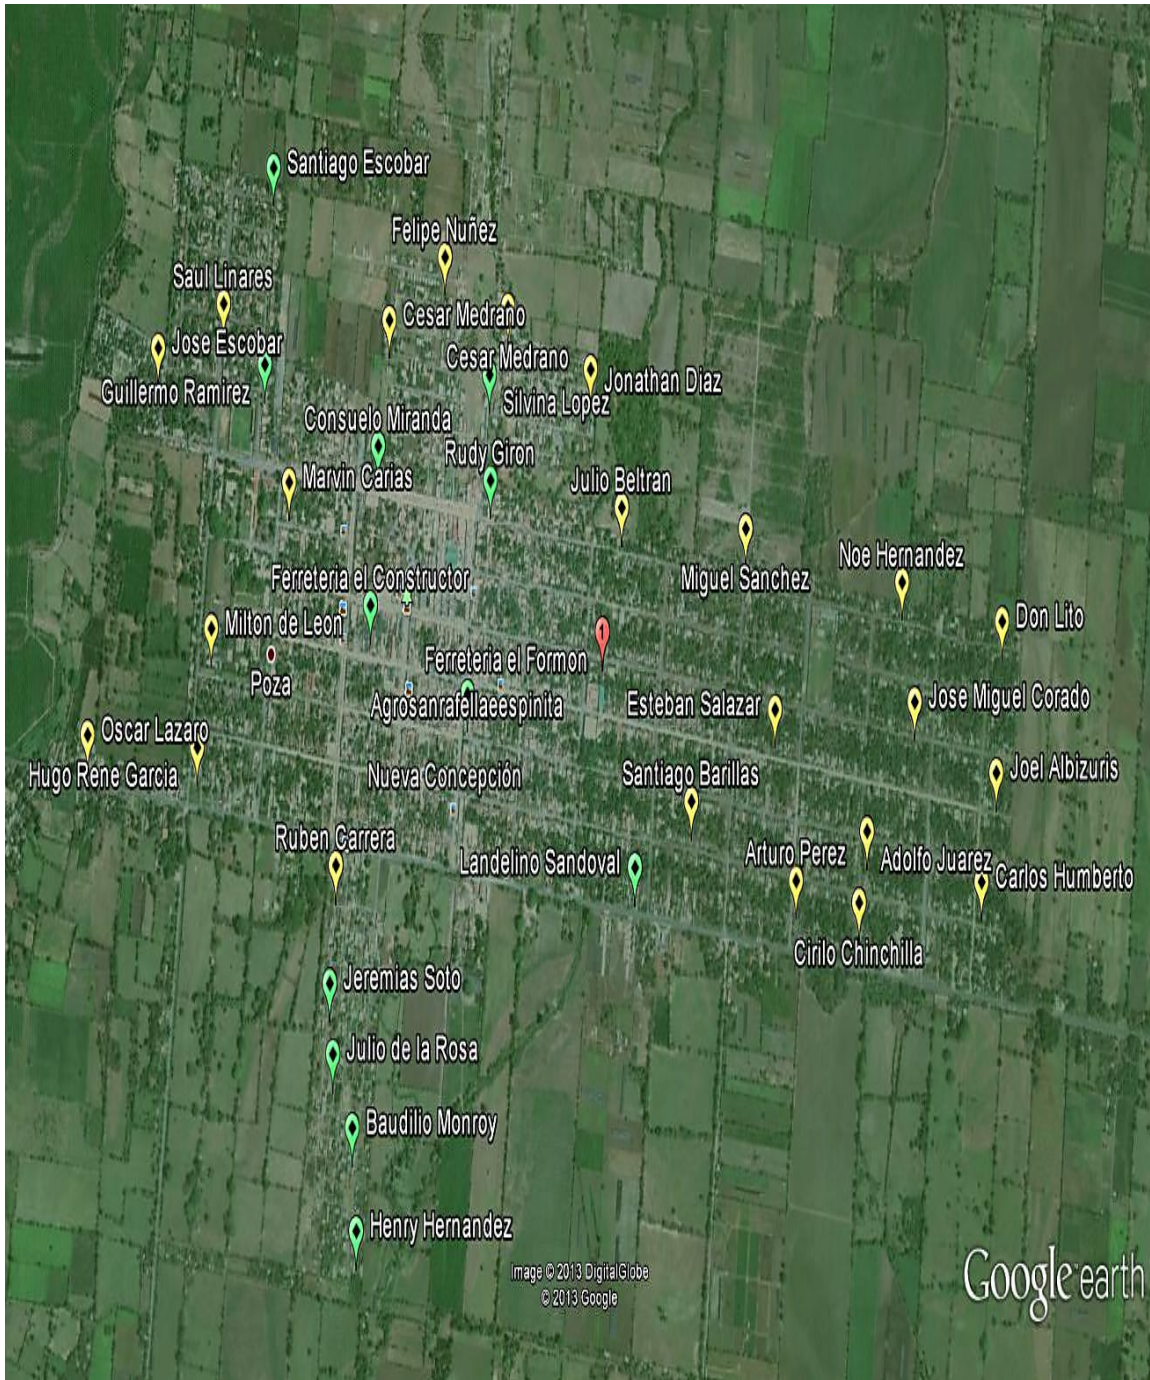 Santiago Escobar
Felipe Nuñez
Saul Linares
Cesar Medrano
Jose Escobar
Cesar Medrano
Jonathan Diaz
Guillermo Ramirez
Silvina Lopez
Consuelo Miranda
Rudy Giron
Marvin Carias
Julio Beltran
Noe Hernandez
Miguel Sanchez
Ferreteria el Constructor
Don Lito
Milton de Leon
1
Ferreteria el Formon
Poza
Jose Miguel Corado
Esteban Salazar
Agrosanrafellaeespinita
Oscar Lazaro
Joel Albizuris
Hugo Rene Garcia
Nueva Concepción
Santiago Barillas
Ruben Carrera
Landelino Sandoval
Arturo Perez
Adolfo Juarez
Carlos Humberto
Cirilo Chinchilla
Jeremias Soto
Julio de la Rosa
Baudilio Monroy
Henry Hernandez
Image © 2013 DigitalGlobe
© 2013 Google
Google earth